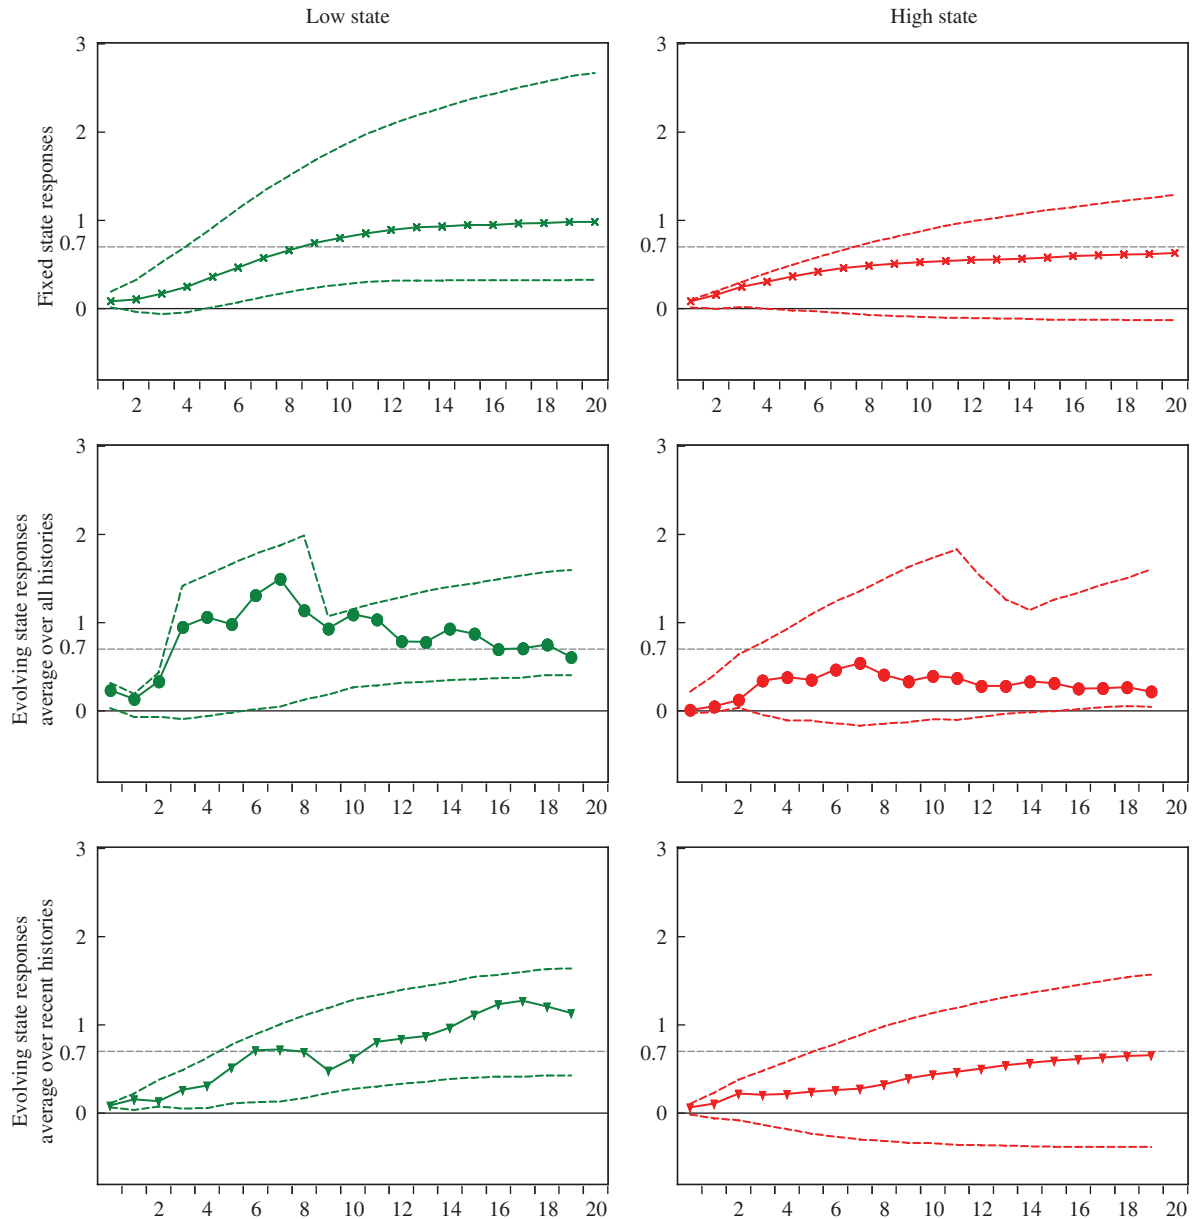 Low state
High state
Fixed state responses
3
2
1
0.7
0
2 4 6 8 10 12 14 16 18 20
3
2
1
0.7
0
2 4 6 8 10 12 14 16 18 20
Evolving state responses
average over all histories
3
2
1
0.7
0
2 4 6 8 10 12 14 16 18 20
3
2
1
0.7
0
2 4 6 8 10 12 14 16 18 20
Evolving state responses
average over recent histories
3
2
1
0.7
0
2 4 6 8 10 12 14 16 18 20
3
2
1
0.7
0
2 4 6 8 10 12 14 16 18 20